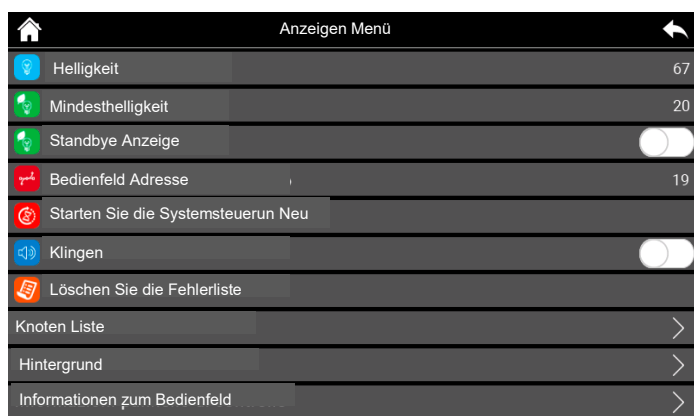 Anzeigen Menü
Helligkeit 67
Mindesthelligkeit 20
Standbye Anzeige
Bedienfeld Adresse 19
Starten Sie die Systemsteuerun Neu
Klingen
Löschen Sie die Fehlerliste
Knoten Liste
Hintergrund
Informationen zum Bedienfeld